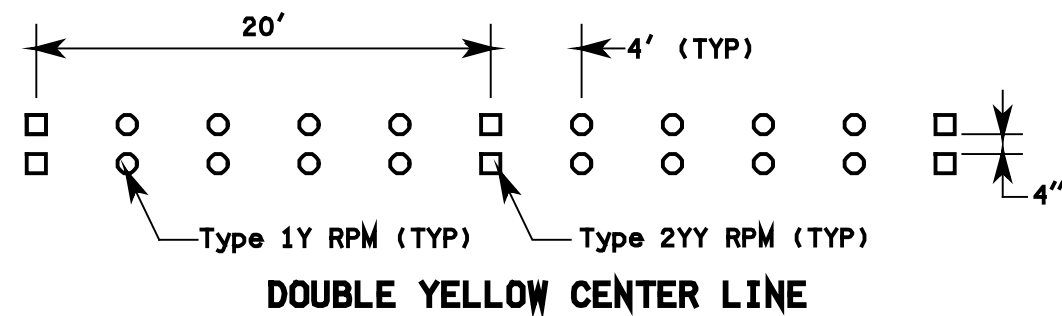 20'
4' (TYP)
4"
Type 1Y RPM (TYP)
Type 2YY RPM (TYP)
DOUBLE YELLOW CENTER LINE